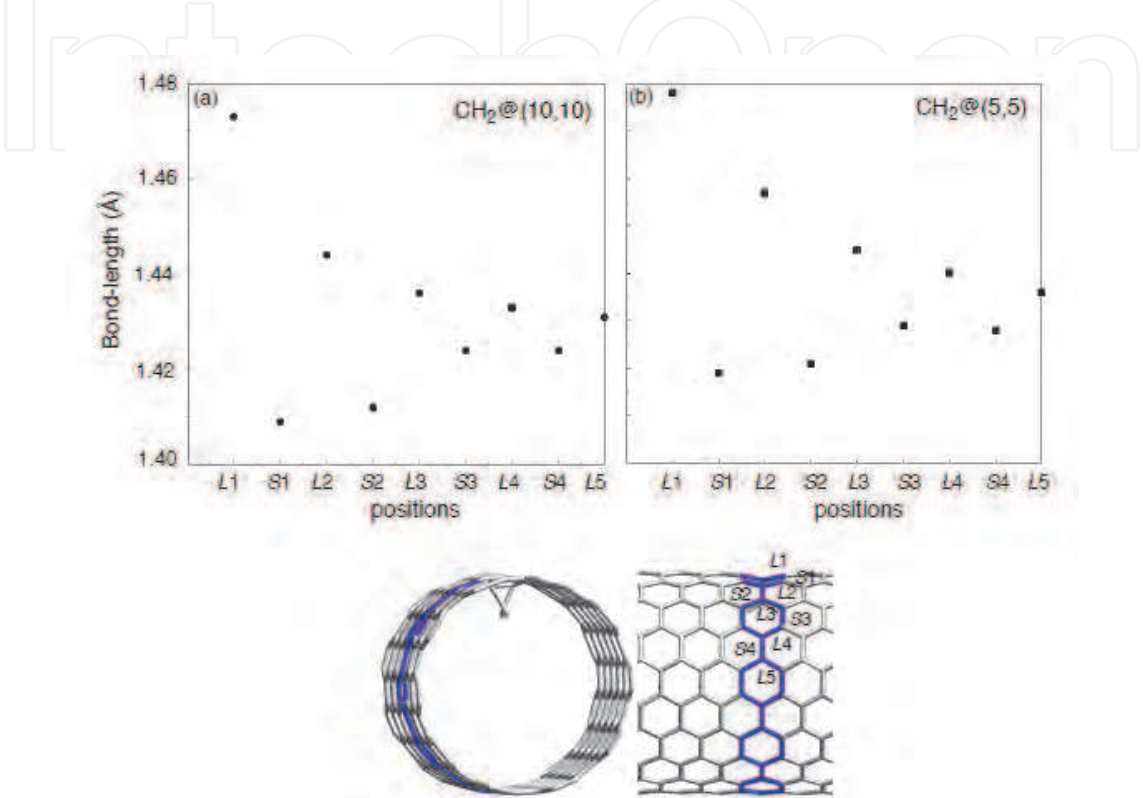 IntechOpen
(a)
CH₂@(10,10)
(b)
CH₂@(5,5)
1.48
1.46
1.44
1.42
1.40
Bond-length (Å)
L1 S1 L2 S2 L3 S3 L4 S4 L5
positions
L1 S1 L2 S2 L3 S3 L4 S4 L5
positions
L1
S1
S2 L2
L3 S3
S4 L4
L5